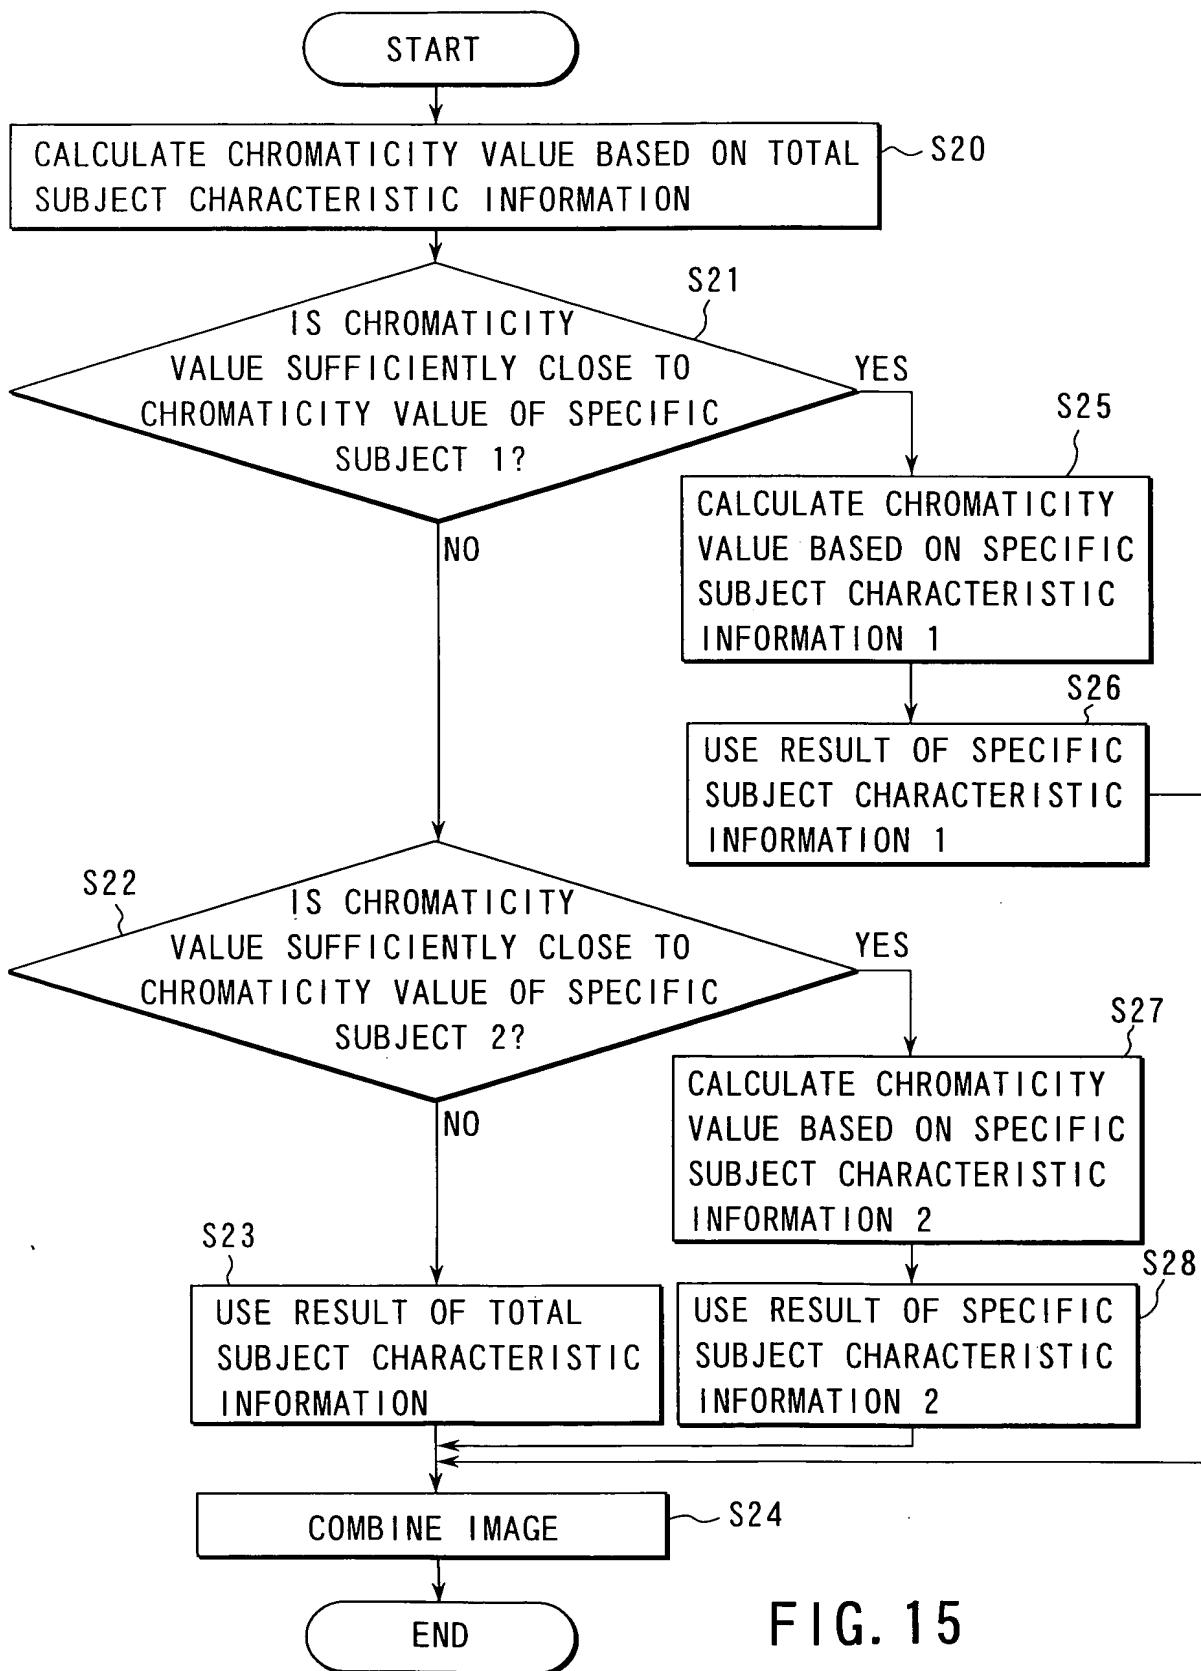 START
CALCULATE CHROMATICITY VALUE BASED ON TOTAL
SUBJECT CHARACTERISTIC INFORMATION
S20
S21
IS CHROMATICITY
VALUE SUFFICIENTLY CLOSE TO
CHROMATICITY VALUE OF SPECIFIC
SUBJECT 1?
YES
NO
S25
CALCULATE CHROMATICITY
VALUE BASED ON SPECIFIC
SUBJECT CHARACTERISTIC
INFORMATION 1
S26
USE RESULT OF SPECIFIC
SUBJECT CHARACTERISTIC
INFORMATION 1
S22
IS CHROMATICITY
VALUE SUFFICIENTLY CLOSE TO
CHROMATICITY VALUE OF SPECIFIC
SUBJECT 2?
YES
NO
S27
CALCULATE CHROMATICITY
VALUE BASED ON SPECIFIC
SUBJECT CHARACTERISTIC
INFORMATION 2
S23
USE RESULT OF TOTAL
SUBJECT CHARACTERISTIC
INFORMATION
S28
USE RESULT OF SPECIFIC
SUBJECT CHARACTERISTIC
INFORMATION 2
COMBINE IMAGE
S24
END
FIG. 15